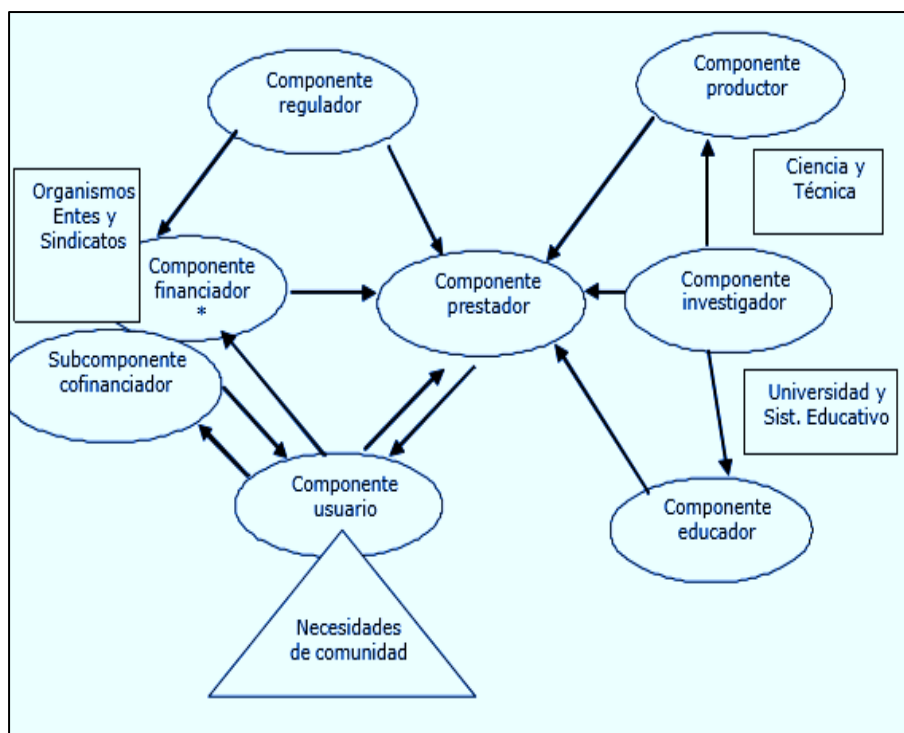 Componente
regulador
Componente
productor
Organismos
Entes y
Sindicatos
Ciencia y
Técnica
Componente
financiador
*
Componente
prestador
Componente
investigador
Subcomponente
cofinanciador
Universidad y
Sist. Educativo
Componente
usuario
Componente
educador
Necesidades
de comunidad